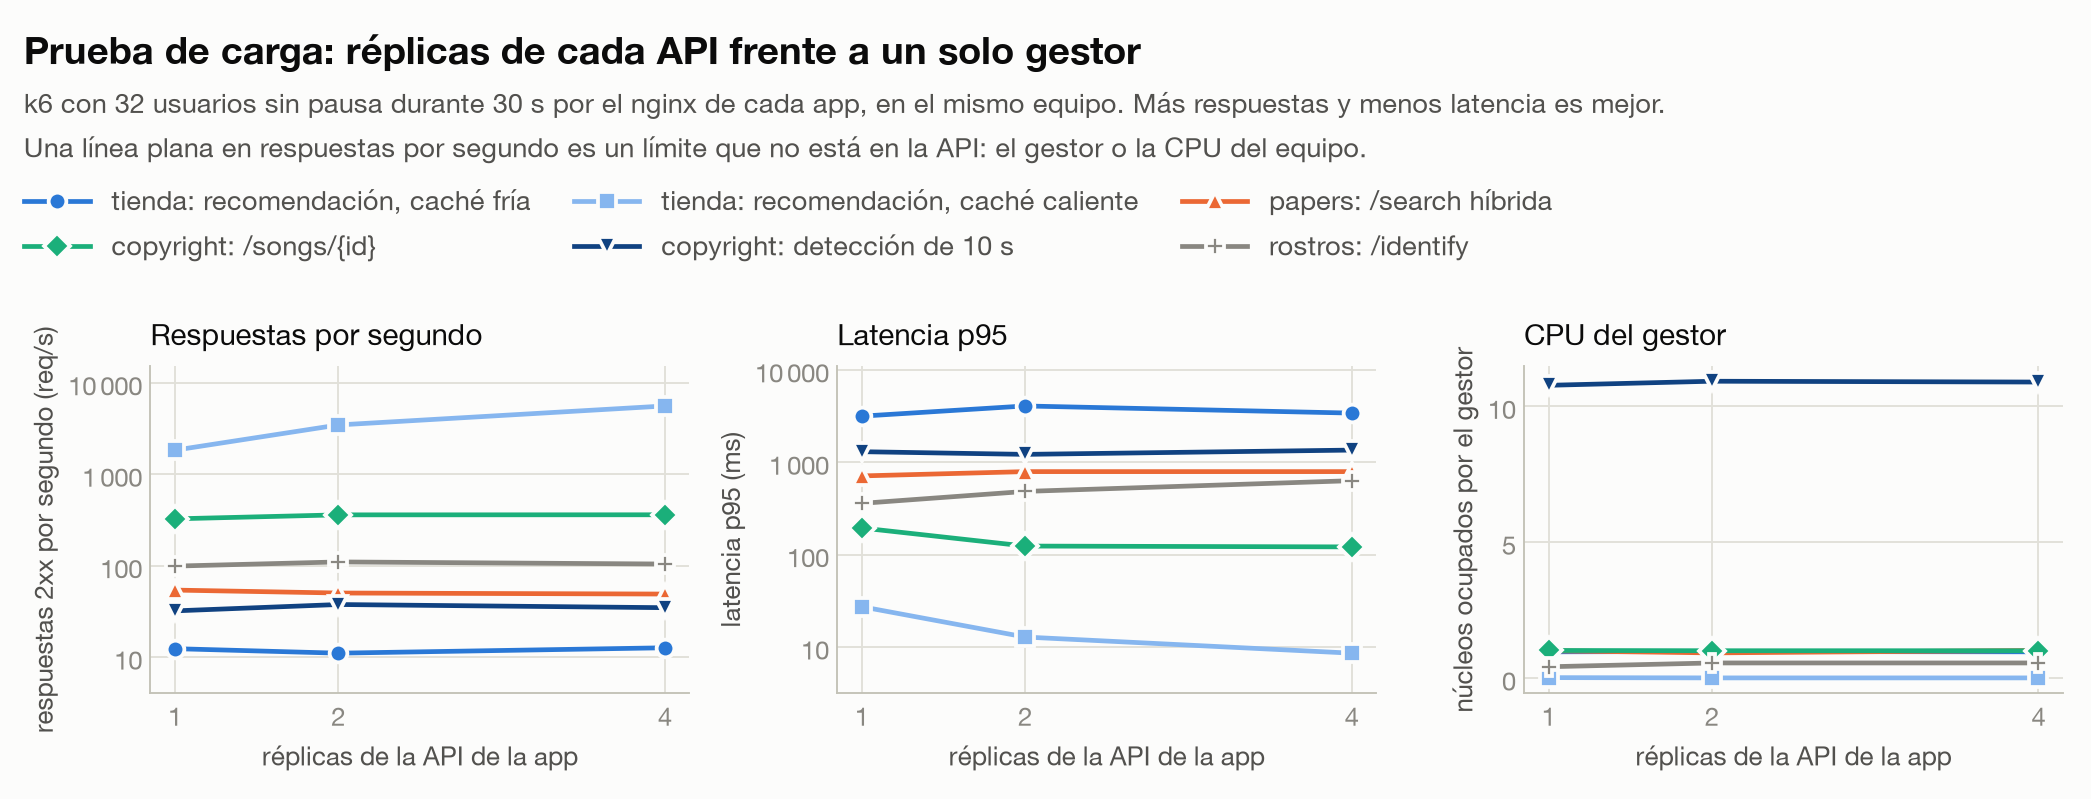 Prueba de carga: réplicas de cada API frente a un solo gestor
k6 con 32 usuarios sin pausa durante 30 s por el nginx de cada app, en el mismo equipo. Más respuestas y menos latencia es mejor.
Una línea plana en respuestas por segundo es un límite que no está en la API: el gestor o la CPU del equipo.
tienda: recomendación, caché fría
tienda: recomendación, caché caliente
papers: /search híbrida
copyright: /songs/{id}
copyright: detección de 10 s
rostros: /identify
Respuestas por segundo
respuestas 2xx por segundo (req/s)
10 000
1 000
100
10
1
2
4
réplicas de la API de la app
Latencia p95
latencia p95 (ms)
10 000
1 000
100
10
1
2
4
réplicas de la API de la app
CPU del gestor
núcleos ocupados por el gestor
10
5
0
1
2
4
réplicas de la API de la app